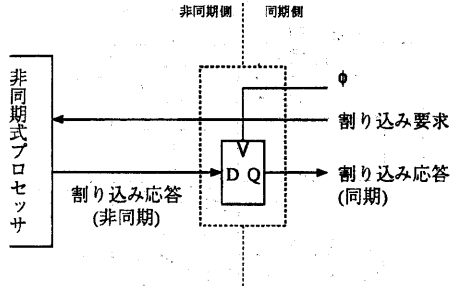 非同期側
同期側
非同期式プロセッサ
φ
割り込み要求
D Q
割り込み応答
(同期)
割り込み応答
(非同期)